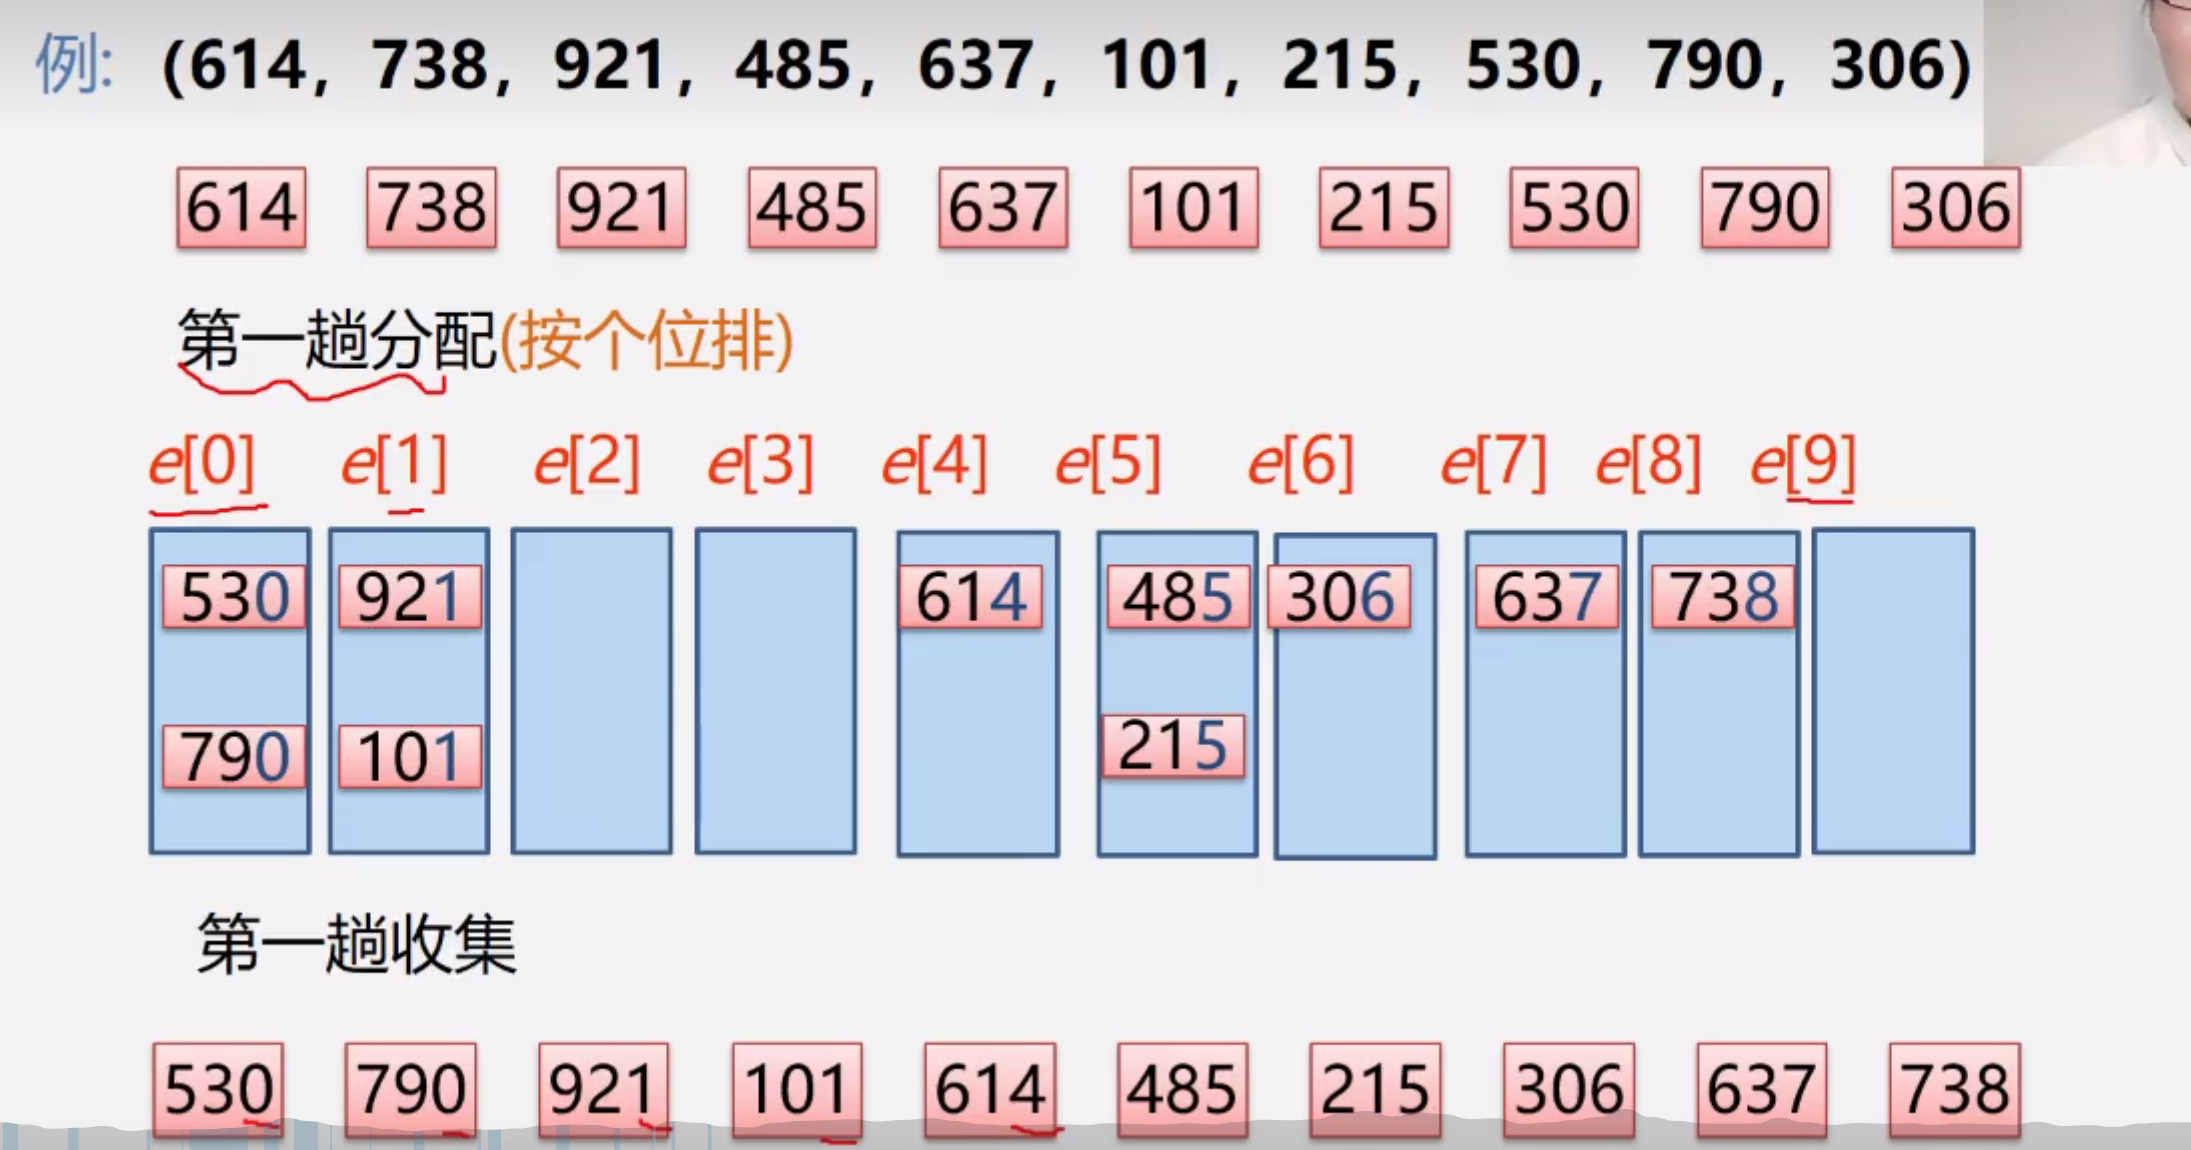 例: (614, 738, 921, 485, 637, 101, 215, 530, 790, 306)
614 738 921 485 637 101 215 530 790 306
第一趟分配(按个位排)
e[0] e[1] e[2] e[3] e[4] e[5] e[6] e[7] e[8] e[9]
530 921 614 485 306 637 738
790 101 215
第一趟收集
530 790 921 101 614 485 215 306 637 738